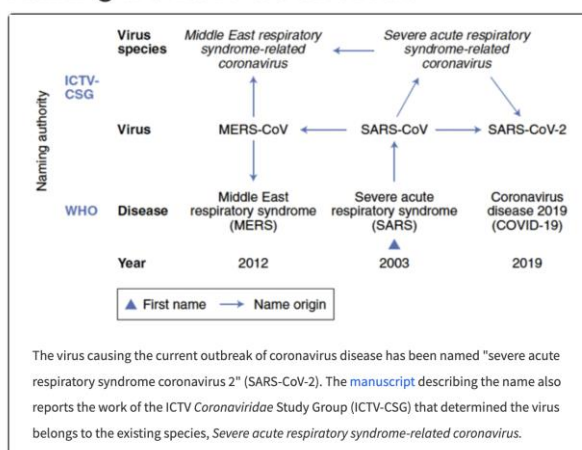 Virus species
Middle East respiratory syndrome-related coronavirus
Severe acute respiratory syndrome-related coronavirus
Naming authority
ICTV-CSG
Virus
MERS-CoV
SARS-CoV
SARS-CoV-2
WHO
Disease
Middle East respiratory syndrome (MERS)
Severe acute respiratory syndrome (SARS)
Coronavirus disease 2019 (COVID-19)
Year
2012
2003
2019
First name
Name origin
The virus causing the current outbreak of coronavirus disease has been named "severe acute
respiratory syndrome coronavirus 2" (SARS-CoV-2). The manuscript describing the name also
reports the work of the ICTV Coronaviridae Study Group (ICTV-CSG) that determined the virus
belongs to the existing species, Severe acute respiratory syndrome-related coronavirus.